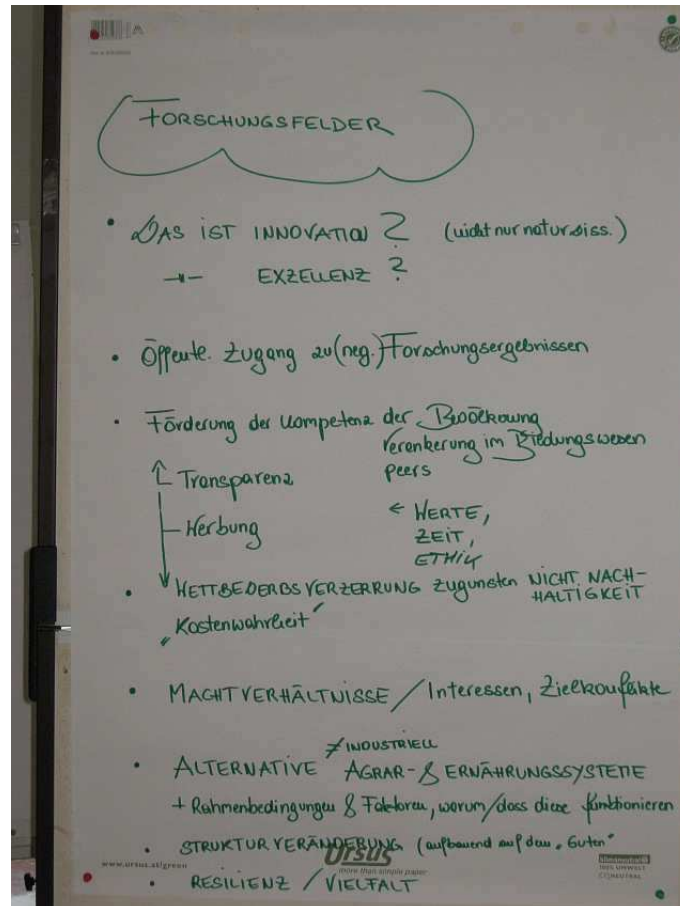 FORSCHUNGSFELDER
• WAS IST INNOVATION? (nicht nur naturwiss.)
-"- EXZELLENZ?
• Öffentl. Zugang zu (neg.) Forschungsergebnissen
• Förderung der Kompetenz der Bevölkerung
Verankerung im Bildungswesen
peers
Transparenz
– Werbung
← WERTE,
ZEIT,
ETHIK
• WETTBEWERBSVERZERRUNG zugunsten NICHT NACH-
HALTIGKEIT
"Kostenwahrheit"
• MACHTVERHÄLTNISSE / Interessen, Zielkonflikte
≠ INDUSTRIELL
• ALTERNATIVE AGRAR- & ERNÄHRUNGSSYSTEME
+ Rahmenbedingungen & Faktoren, warum/dass diese funktionieren
• STRUKTURVERÄNDERUNG (aufbauend auf dem "Guten"
www.ursus.at/green
Ursus
more than simple paper
• RESILIENZ / VIELFALT